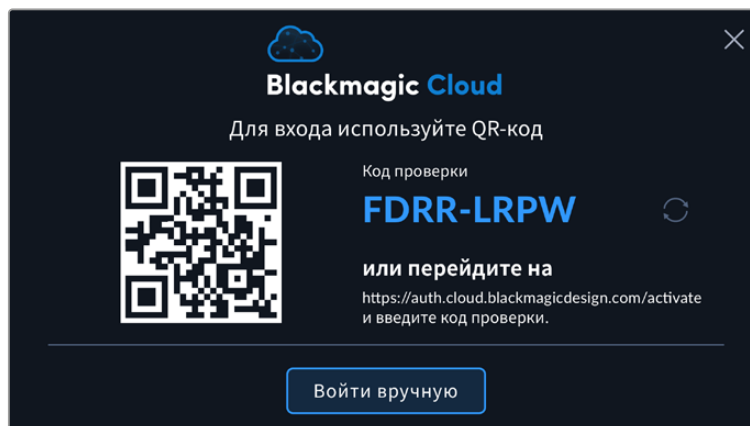 Blackmagic Cloud
Для входа используйте QR-код
Код проверки
FDRR-LRPW
или перейдите на
https://auth.cloud.blackmagicdesign.com/activate
и введите код проверки.
Войти вручную